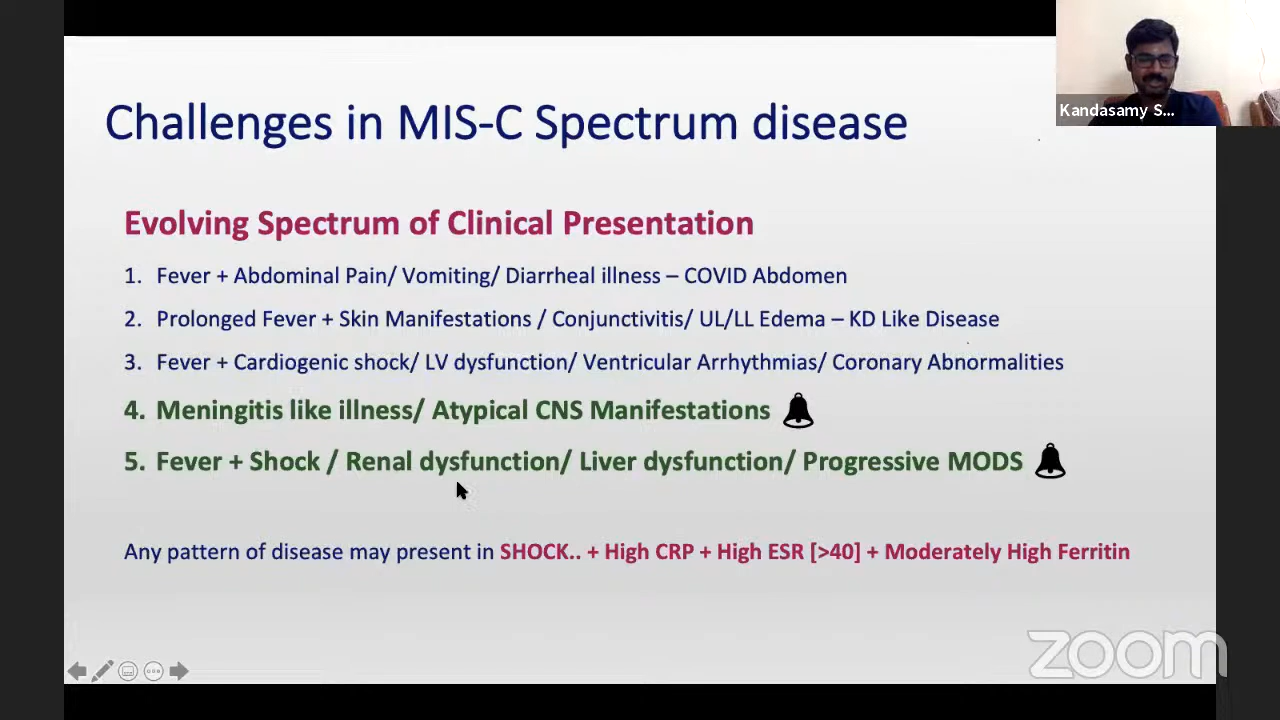 Kandasamy S...
Challenges in MIS-C Spectrum disease
Evolving Spectrum of Clinical Presentation
1. Fever + Abdominal Pain/ Vomiting/ Diarrheal illness – COVID Abdomen
2. Prolonged Fever + Skin Manifestations / Conjunctivitis/ UL/LL Edema – KD Like Disease
3. Fever + Cardiogenic shock/ LV dysfunction/ Ventricular Arrhythmias/ Coronary Abnormalities
4. Meningitis like illness/ Atypical CNS Manifestations
5. Fever + Shock / Renal dysfunction/ Liver dysfunction/ Progressive MODS
Any pattern of disease may present in SHOCK.. + High CRP + High ESR [>40] + Moderately High Ferritin
zoom